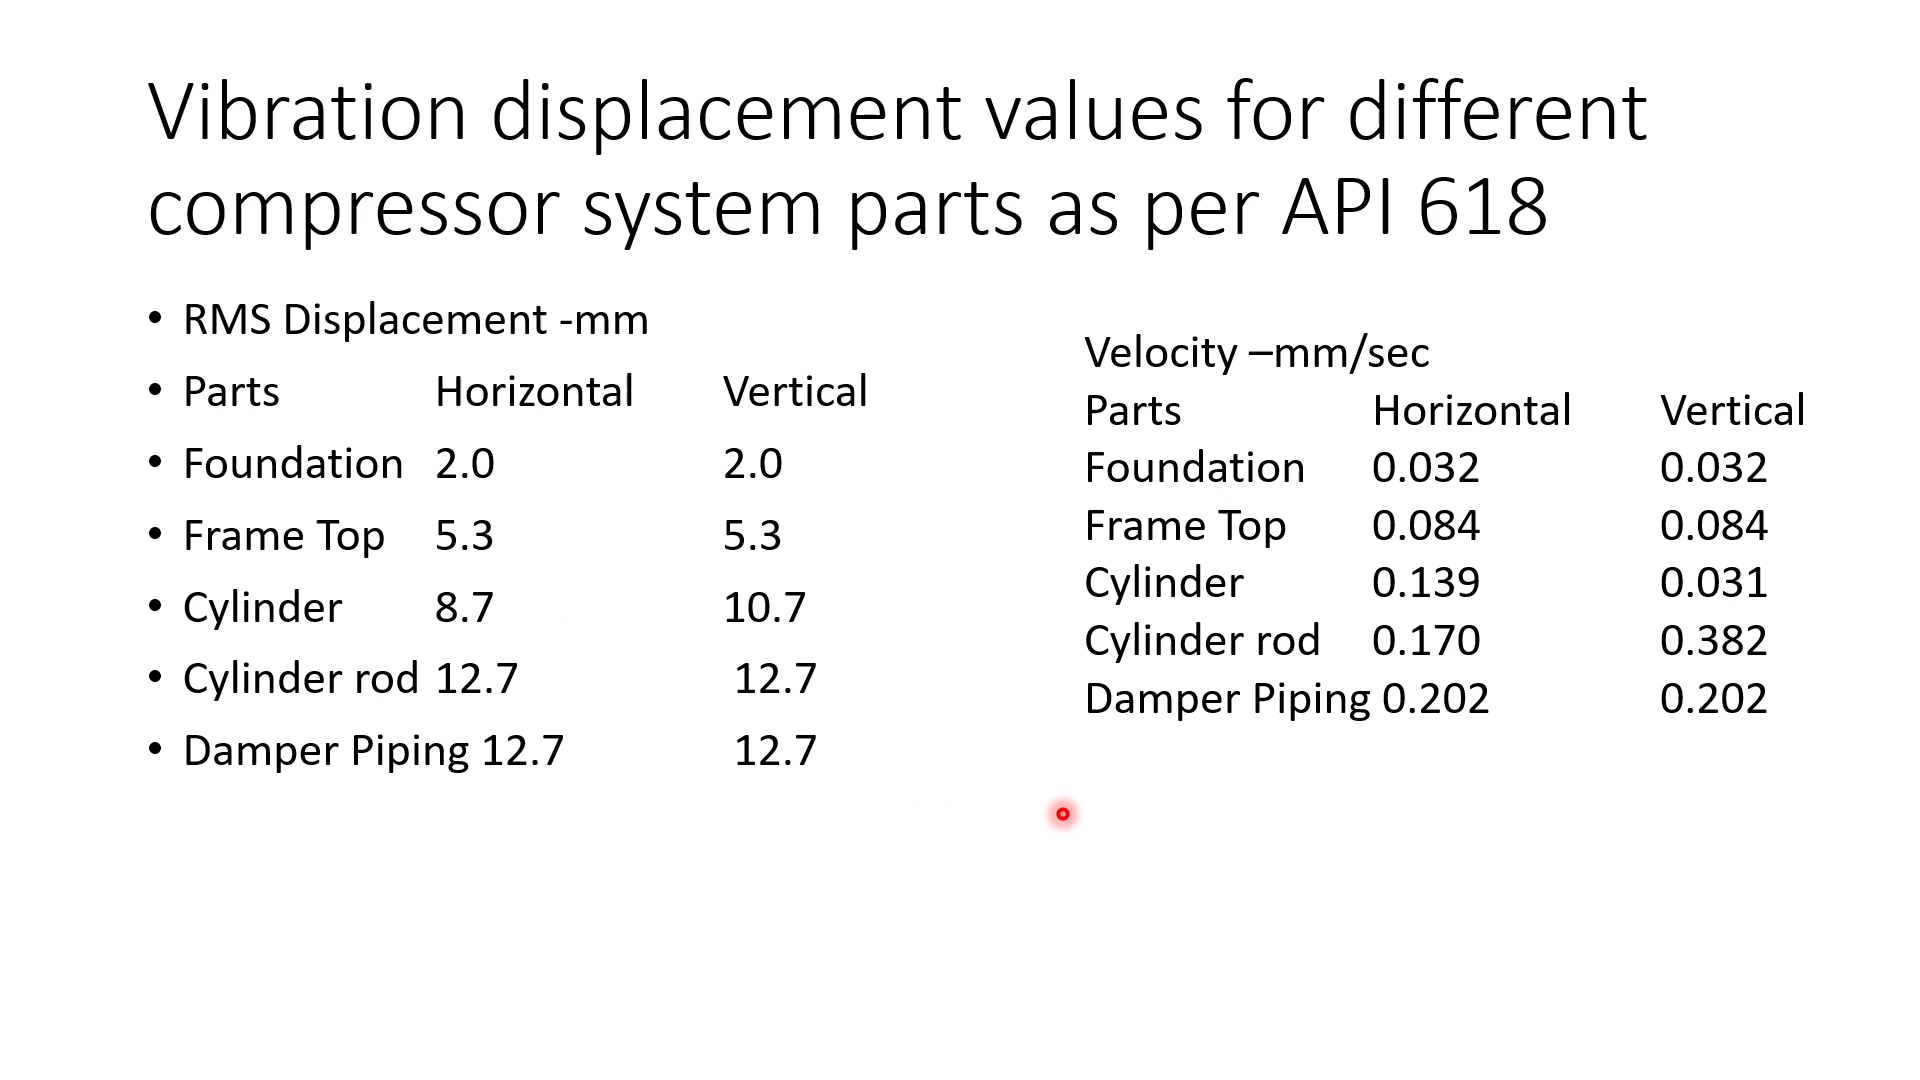 Vibration displacement values for different
compressor system parts as per API 618
• RMS Displacement -mm
• Parts Horizontal Vertical
• Foundation 2.0 2.0
• Frame Top 5.3 5.3
• Cylinder 8.7 10.7
• Cylinder rod 12.7 12.7
• Damper Piping 12.7 12.7
Velocity –mm/sec
Parts Horizontal Vertical
Foundation 0.032 0.032
Frame Top 0.084 0.084
Cylinder 0.139 0.031
Cylinder rod 0.170 0.382
Damper Piping 0.202 0.202